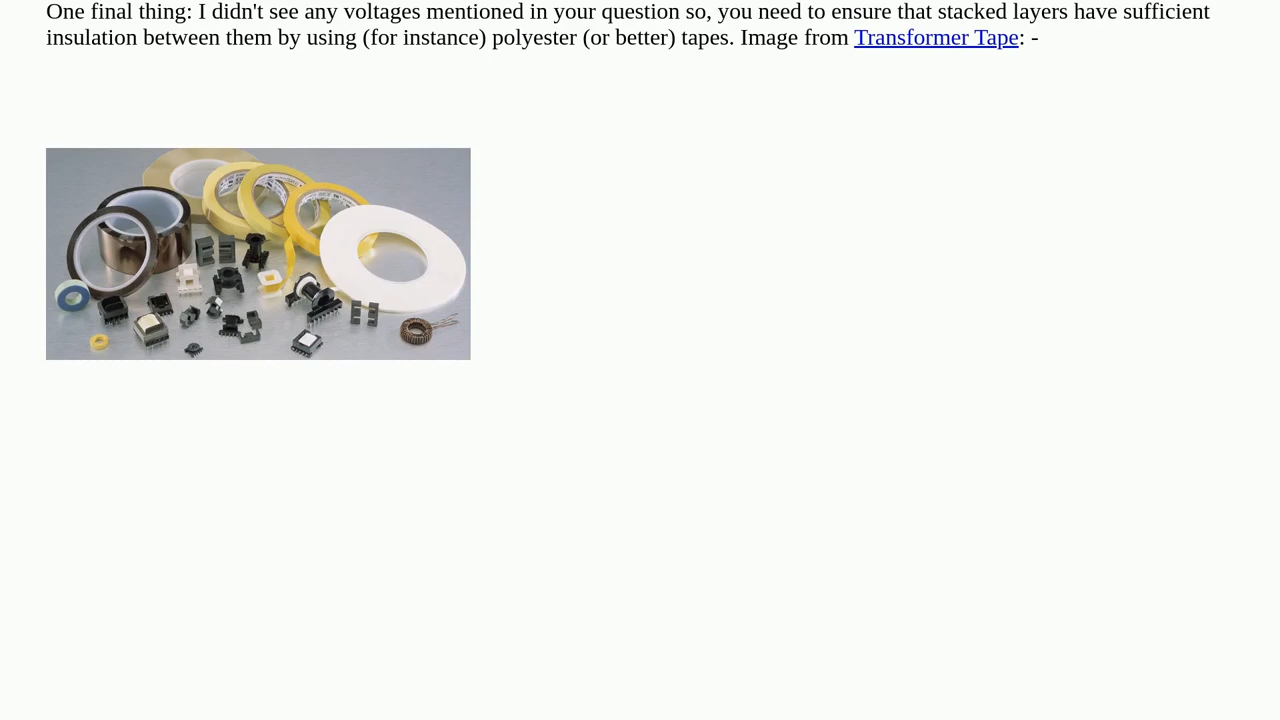 One final thing: I didn't see any voltages mentioned in your question so, you need to ensure that stacked layers have sufficient
insulation between them by using (for instance) polyester (or better) tapes. Image from Transformer Tape: -